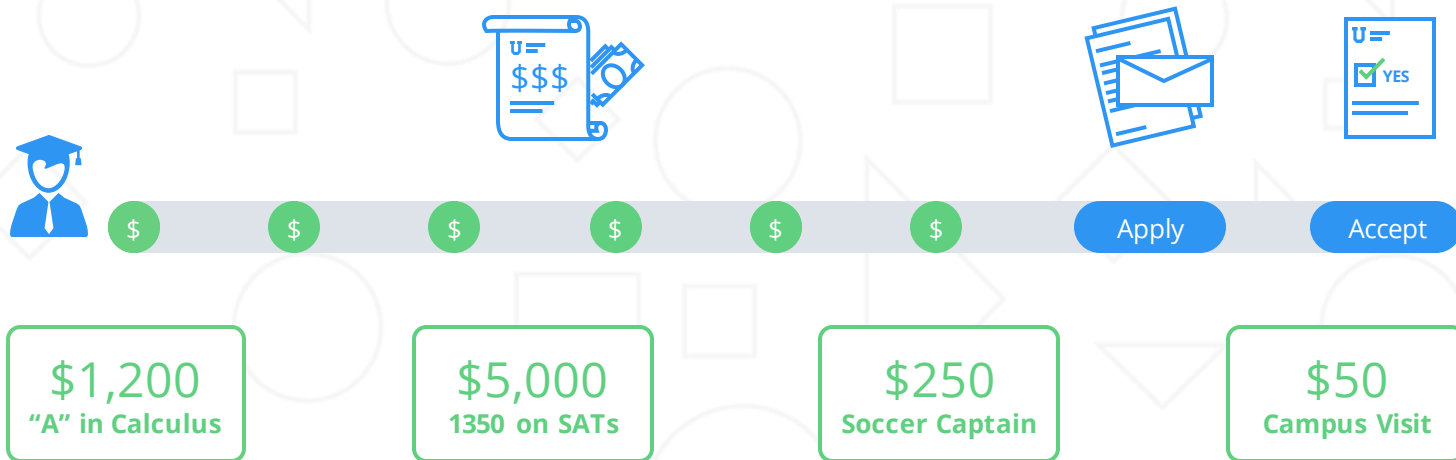 U
$$$
U
YES
$ $ $ $ $ $ Apply Accept
$1,200
“A” in Calculus
$5,000
1350 on SATs
$250
Soccer Captain
$50
Campus Visit